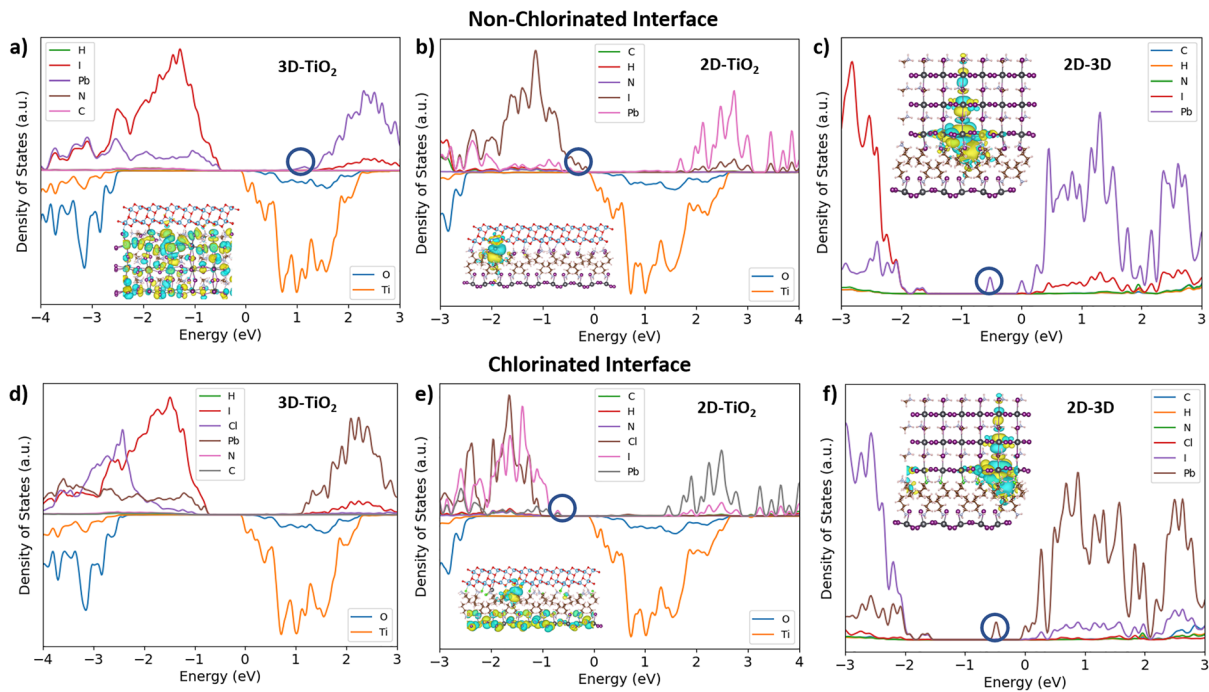 Non-Chlorinated Interface
a)
H
I
Pb
N
C
3D-TiO2
O
Ti
Density of States (a.u.)
−4 −3 −2 −1 0 1 2 3
Energy (eV)
b)
C
H
N
I
Pb
2D-TiO2
O
Ti
Density of States (a.u.)
−3 −2 −1 0 1 2 3 4
Energy (eV)
c)
2D-3D
C
H
N
I
Pb
Density of States (a.u.)
−3 −2 −1 0 1 2 3
Energy (eV)
Chlorinated Interface
d)
H
I
Cl
Pb
N
C
3D-TiO2
O
Ti
Density of States (a.u.)
−4 −3 −2 −1 0 1 2 3
Energy (eV)
e)
C
H
N
Cl
I
Pb
2D-TiO2
O
Ti
Density of States (a.u.)
−3 −2 −1 0 1 2 3 4
Energy (eV)
f)
2D-3D
C
H
N
Cl
I
Pb
Density of States (a.u.)
−3 −2 −1 0 1 2 3
Energy (eV)